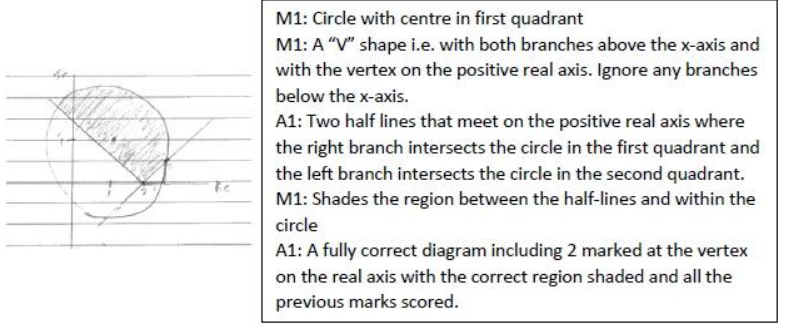 M1: Circle with centre in first quadrant
M1: A “V” shape i.e. with both branches above the x-axis and
with the vertex on the positive real axis. Ignore any branches
below the x-axis.
A1: Two half lines that meet on the positive real axis where
the right branch intersects the circle in the first quadrant and
the left branch intersects the circle in the second quadrant.
M1: Shades the region between the half-lines and within the
circle
A1: A fully correct diagram including 2 marked at the vertex
on the real axis with the correct region shaded and all the
previous marks scored.
Re